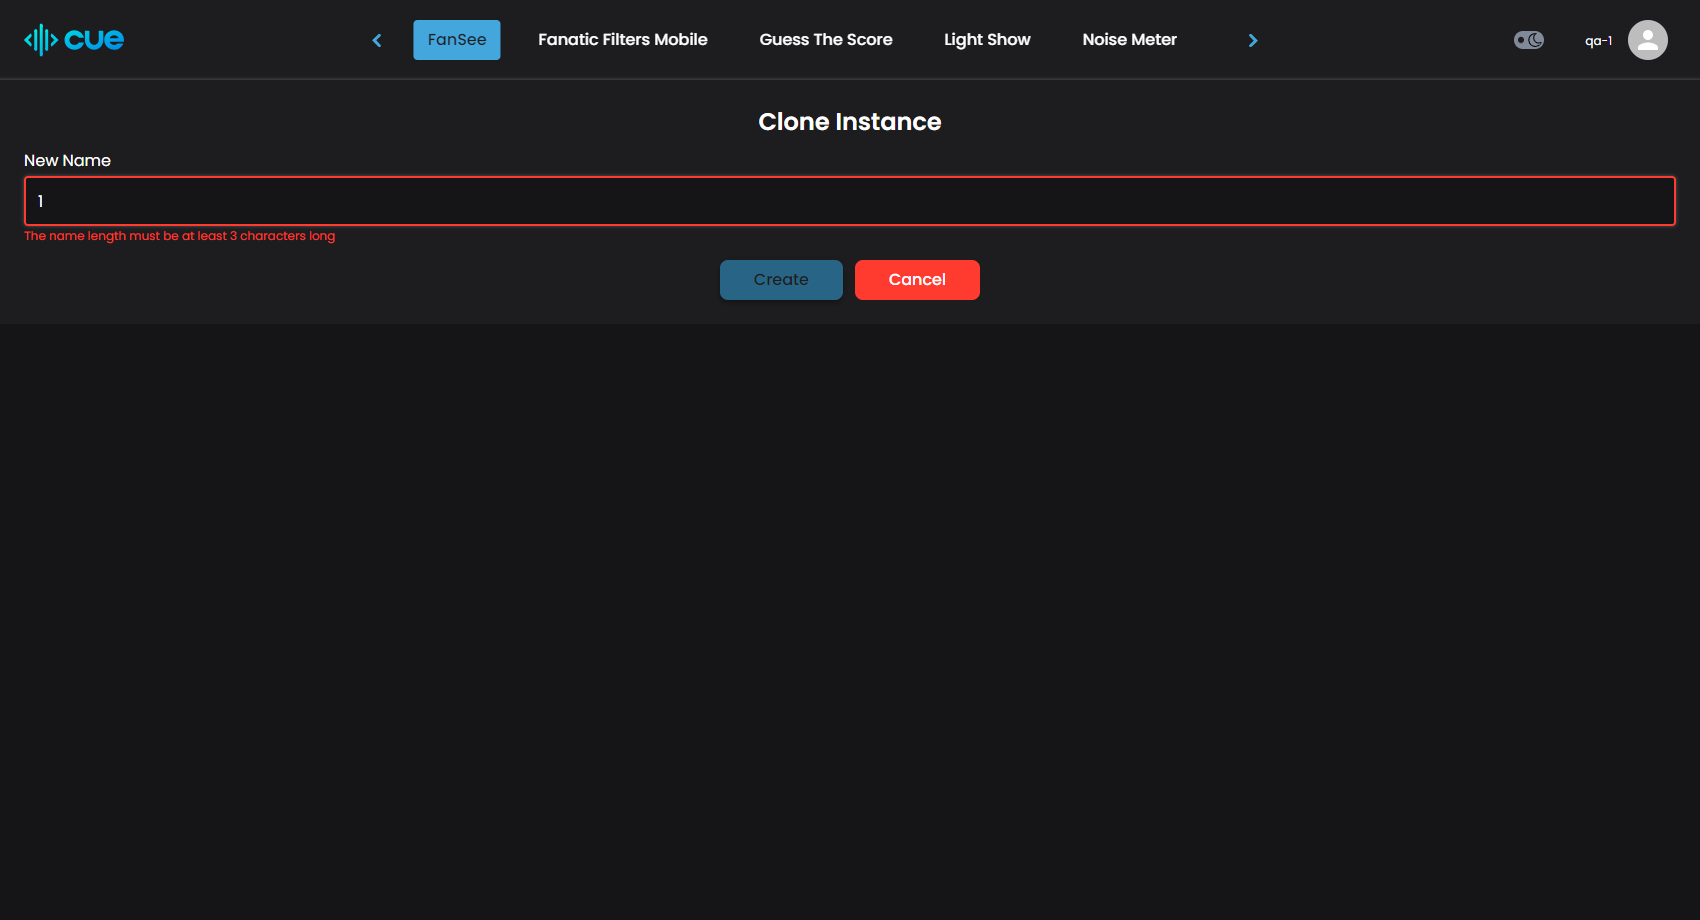 cue
FanSee
Fanatic Filters Mobile
Guess The Score
Light Show
Noise Meter
qa-1
Clone Instance
New Name
1
The name length must be at least 3 characters long
Create
Cancel